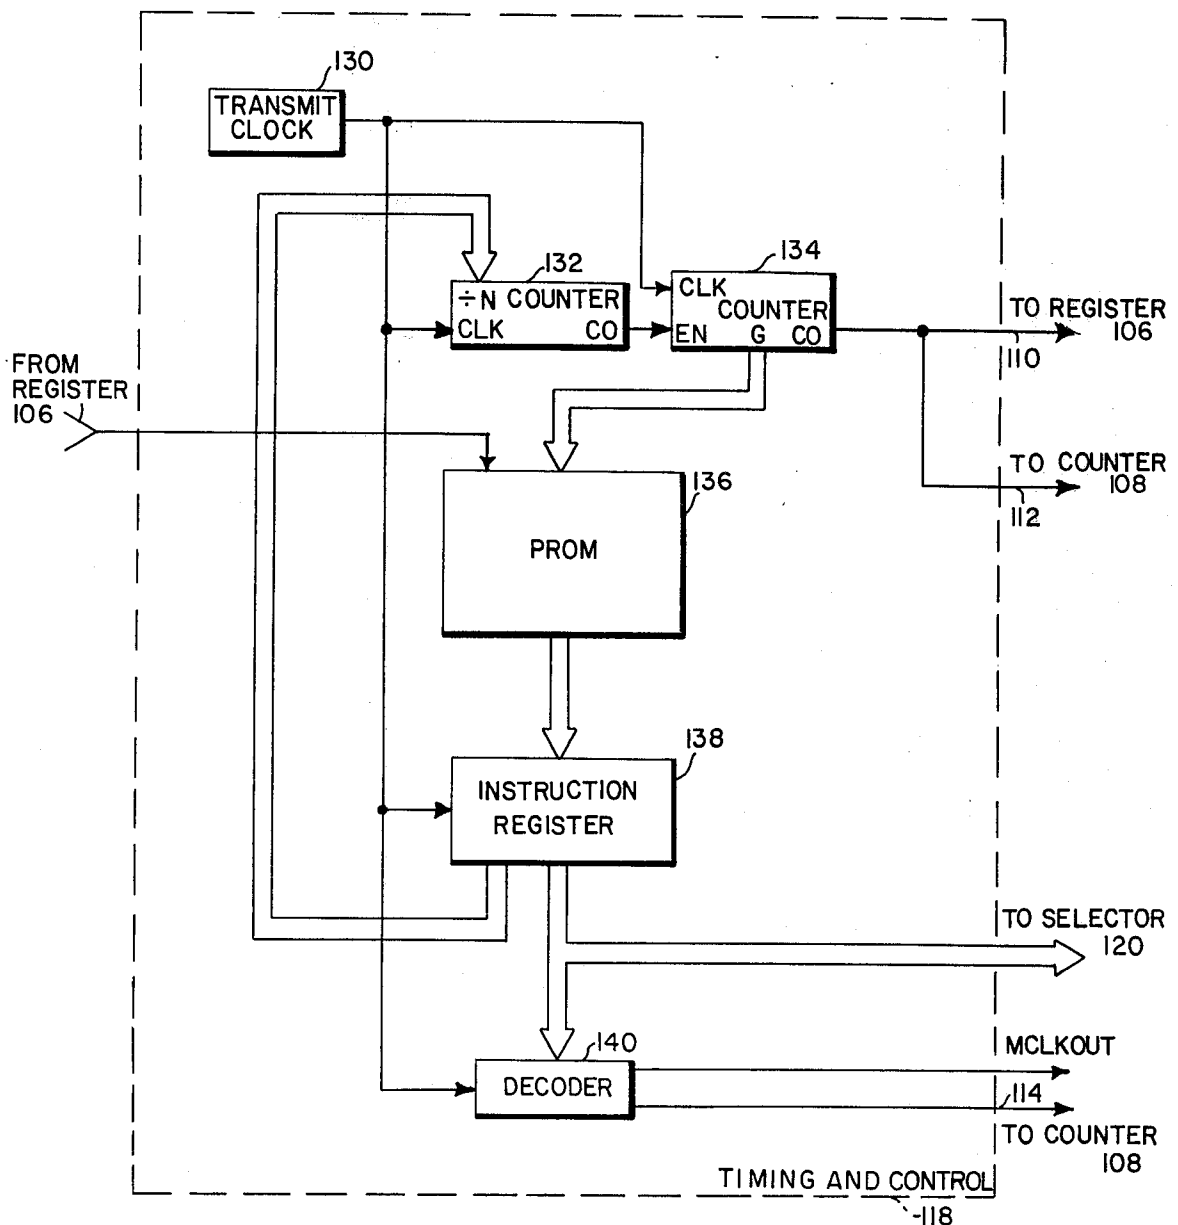 130
TRANSMIT
CLOCK
132
÷N COUNTER
CLK CO
134
CLK
COUNTER
EN G CO
TO REGISTER
106
110
FROM
REGISTER
106
TO COUNTER
108
112
136
PROM
138
INSTRUCTION
REGISTER
TO SELECTOR
120
140
DECODER
MCLKOUT
114
TO COUNTER
108
TIMING AND CONTROL
118